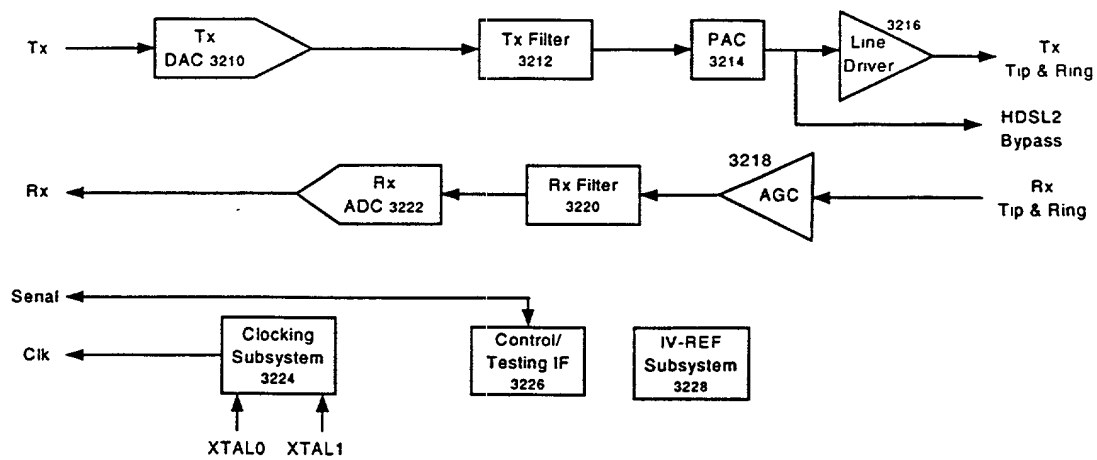 Tx
Tx
DAC 3210
Tx Filter
3212
PAC
3214
3216
Line
Driver
Tx
Tip & Ring
HDSL2
Bypass
Rx
Rx
ADC 3222
Rx Filter
3220
3218
AGC
Rx
Tip & Ring
Serial
Clk
Clocking
Subsystem
3224
Control/
Testing IF
3226
IV-REF
Subsystem
3228
XTAL0 XTAL1